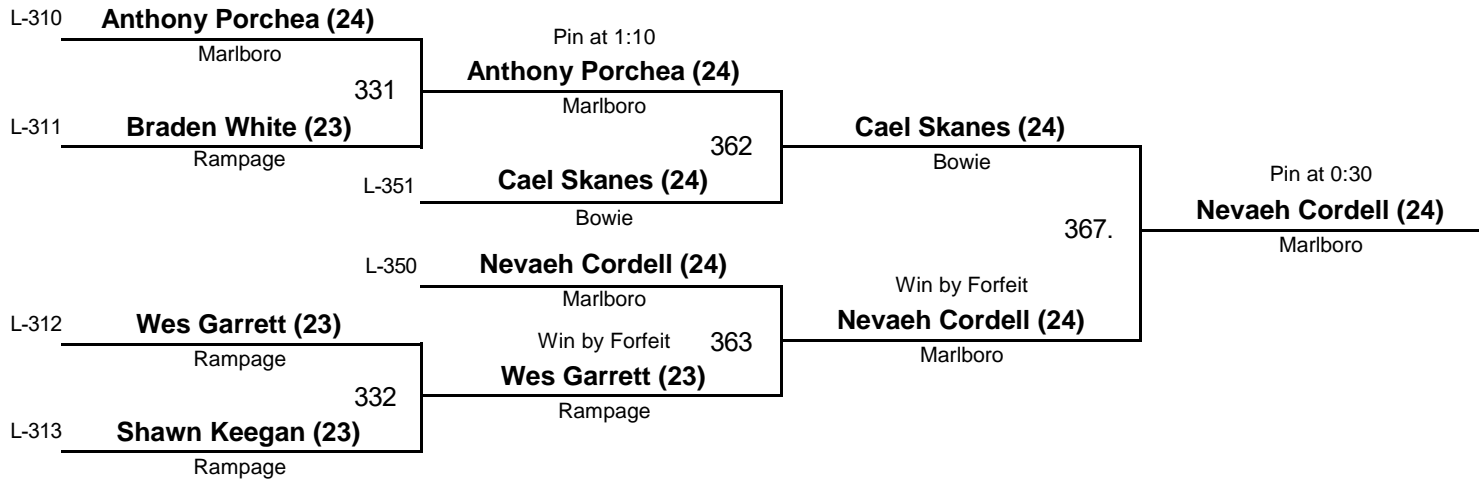 L-310 Anthony Porchea (24)
Marlboro
Pin at 1:10
331 Anthony Porchea (24)
Marlboro
L-311 Braden White (23)
Rampage
362 Cael Skanes (24)
Bowie
L-351 Cael Skanes (24)
Bowie
Pin at 0:30
367. Nevaeh Cordell (24)
Marlboro
L-350 Nevaeh Cordell (24)
Marlboro
Win by Forfeit
363 Nevaeh Cordell (24)
Marlboro
L-312 Wes Garrett (23)
Rampage
Win by Forfeit
332 Wes Garrett (23)
Rampage
L-313 Shawn Keegan (23)
Rampage